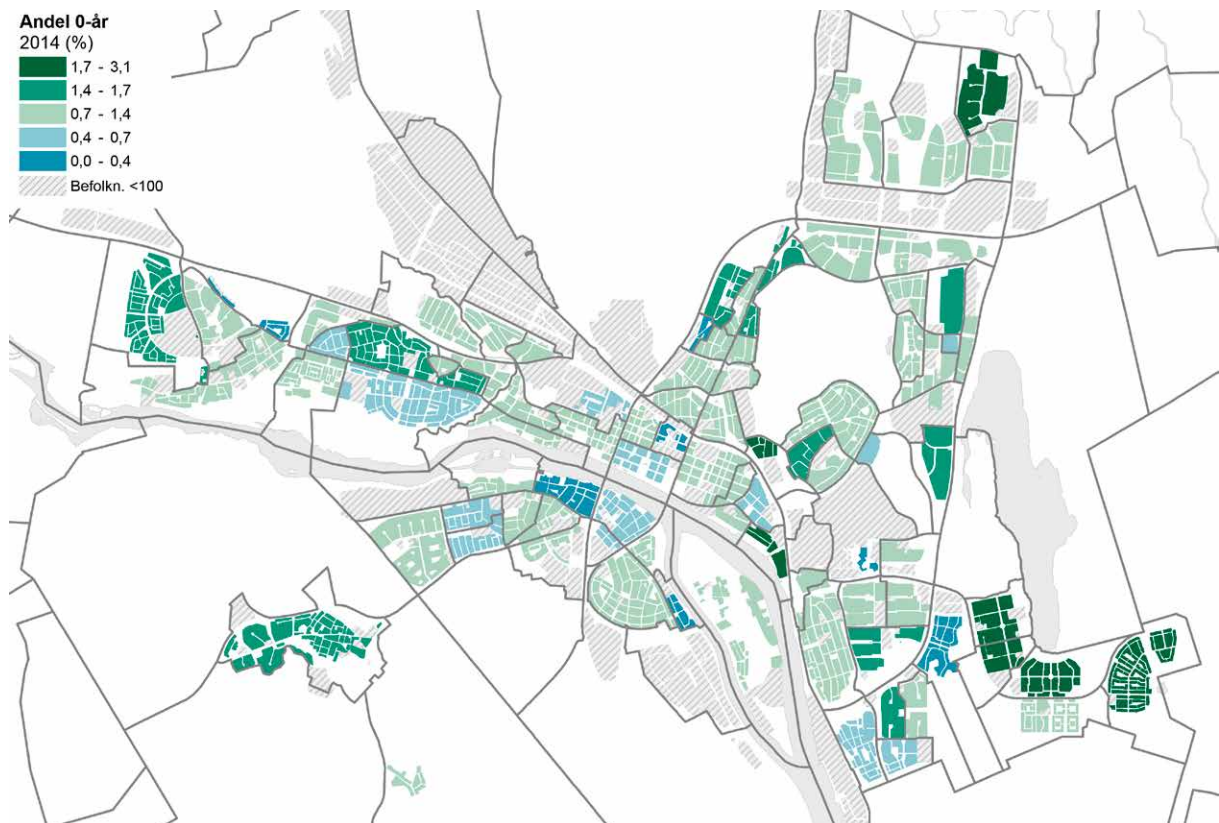 Andel 0-år
2014 (%)
1,7 - 3,1
1,4 - 1,7
0,7 - 1,4
0,4 - 0,7
0,0 - 0,4
Befolkn. <100